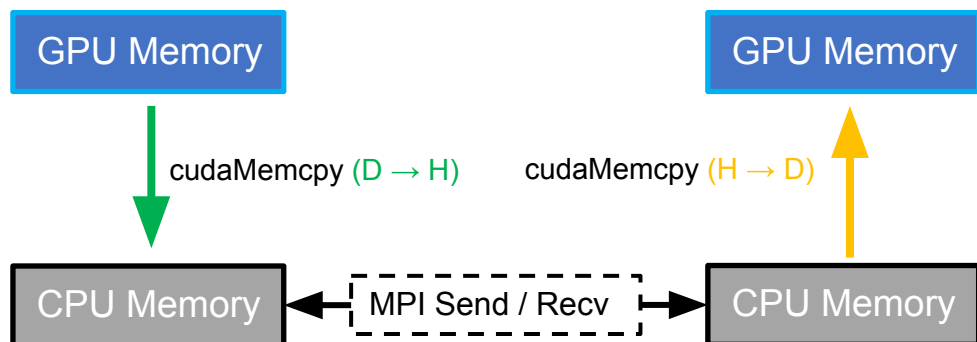 GPU Memory
GPU Memory
cudaMemcpy (D → H)
cudaMemcpy (H → D)
CPU Memory
MPI Send / Recv
CPU Memory